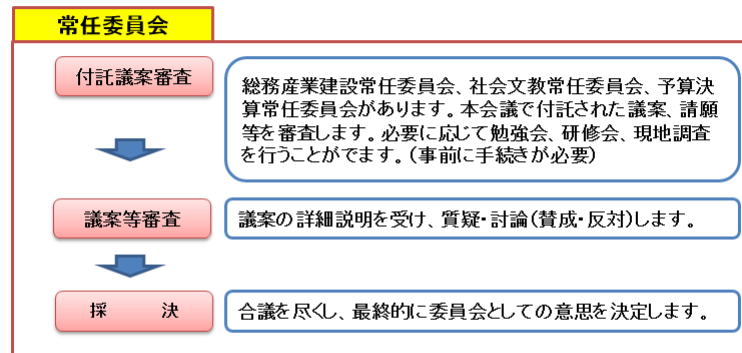 常任委員会
付託議案審査
総務産業建設常任委員会、社会文教常任委員会、予算決
算常任委員会があります。本会議で付託された議案、請願
等を審査します。必要に応じて勉強会、研修会、現地調査
を行うことがでます。（事前に手続きが必要）
議案等審査
議案の詳細説明を受け、質疑・討論（賛成・反対）します。
採　　決
合議を尽くし、最終的に委員会としての意思を決定します。